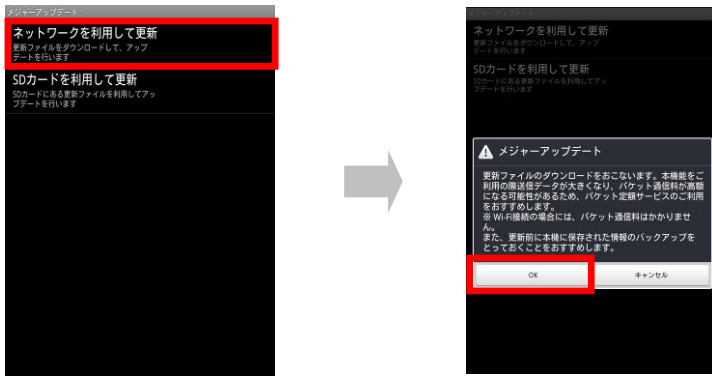 メジャーアップデート
ネットワークを利用して更新
更新ファイルをダウンロードして、アップ
デートを行います
SDカードを利用して更新
SDカードにある更新ファイルを利用してアッ
プデートを行います
メジャーアップデート
ネットワークを利用して更新
更新ファイルをダウンロードして、アップ
デートを行います
SDカードを利用して更新
SDカードにある更新ファイルを利用してアッ
プデートを行います
メジャーアップデート
更新ファイルのダウンロードをおこないます。本機能をご
利用の際送信データが大きくなり、パケット通信料が高額
になる可能性があるため、パケット定額サービスのご利用
をおすすめします。
※ Wi-Fi接続の場合には、パケット通信料はかかりませ
ん。
また、更新前に本機に保存された情報のバックアップを
とっておくことをおすすめします。
OK
キャンセル